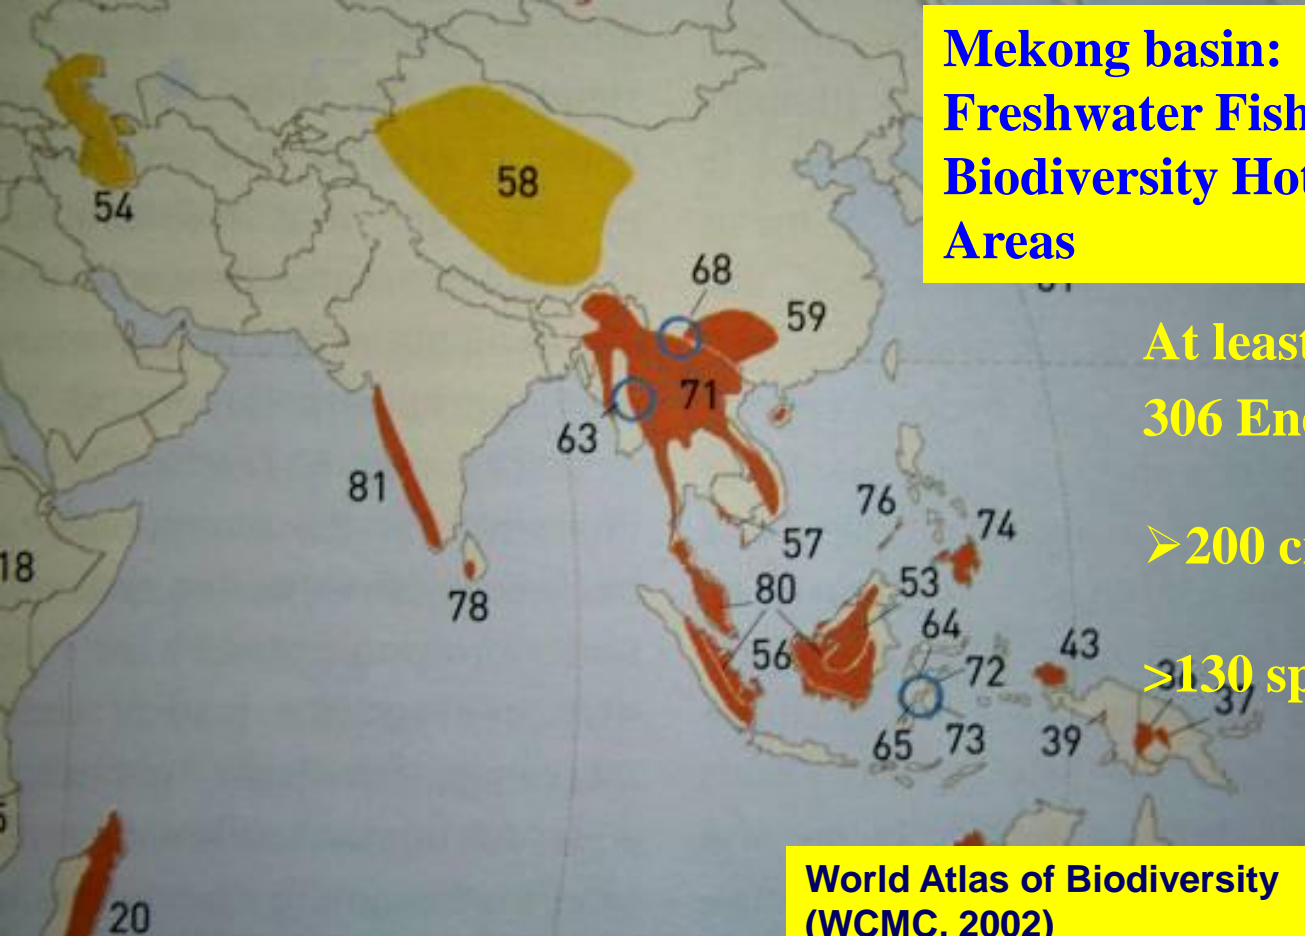 Mekong basin:
Freshwater Fish
Biodiversity Hot
Areas
58
54
68
59
At least
71
306 En
63
81
76
74
➢200 c
57
18
80
53
78
64
56
43
72
>130 sp
37
65
73
39
World Atlas of Biodiversity
(WCMC, 2002)
20